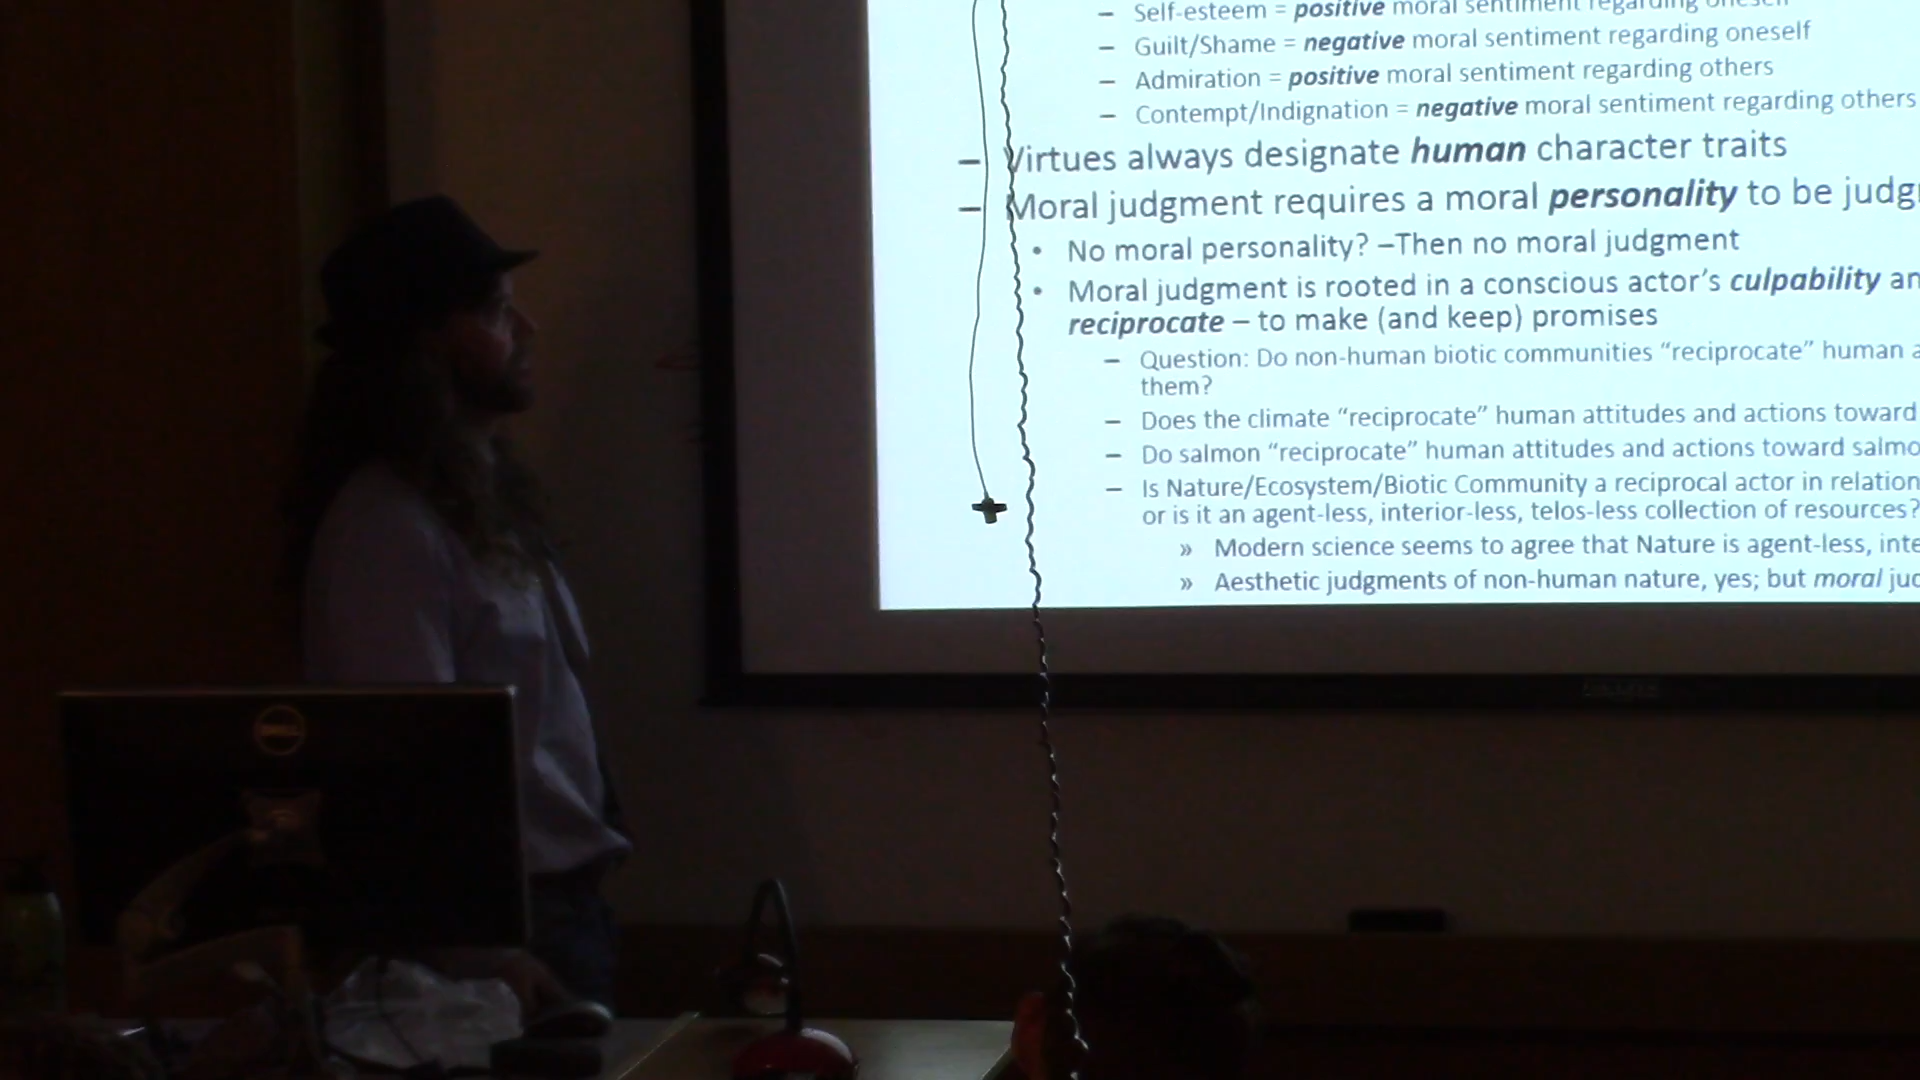 – Self-esteem = positive moral sentiment regarding oneself
– Guilt/Shame = negative moral sentiment regarding oneself
– Admiration = positive moral sentiment regarding others
– Contempt/Indignation = negative moral sentiment regarding others
– Virtues always designate human character traits
– Moral judgment requires a moral personality to be judg
• No moral personality? –Then no moral judgment
• Moral judgment is rooted in a conscious actor’s culpability an
reciprocate – to make (and keep) promises
– Question: Do non-human biotic communities “reciprocate” human a
them?
– Does the climate “reciprocate” human attitudes and actions toward
– Do salmon “reciprocate” human attitudes and actions toward salmo
– Is Nature/Ecosystem/Biotic Community a reciprocal actor in relation
or is it an agent-less, interior-less, telos-less collection of resources?
» Modern science seems to agree that Nature is agent-less, inte
» Aesthetic judgments of non-human nature, yes; but moral jud
DELL